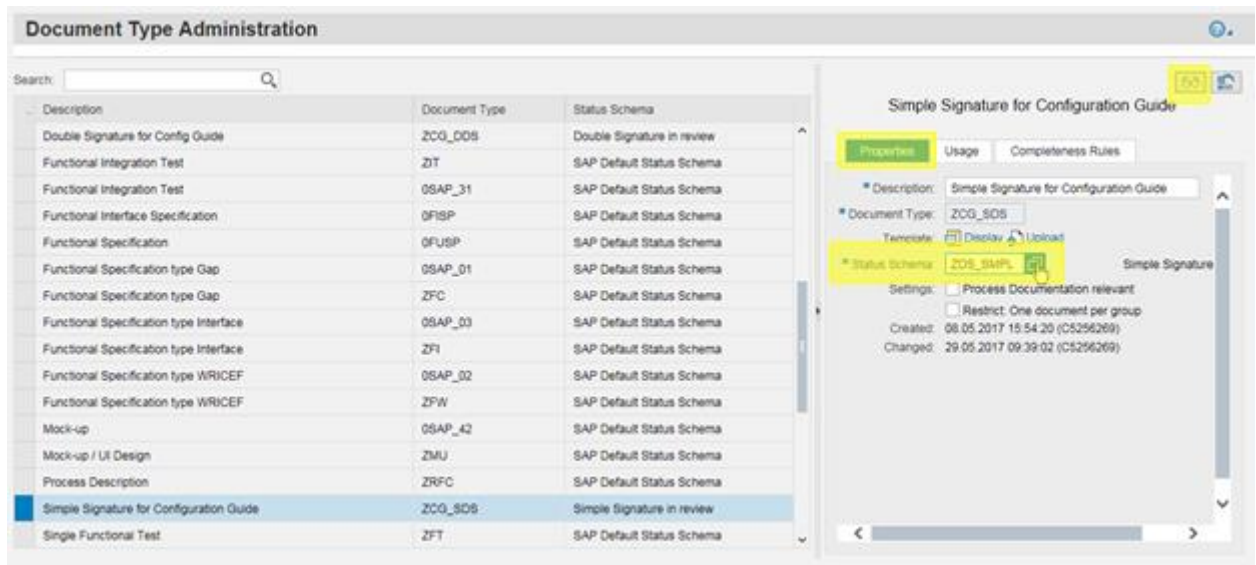 Document Type Administration
Search:
Description Document Type Status Schema
Double Signature for Config Guide ZCG_DDS Double Signature in review
Functional Integration Test ZIT SAP Default Status Schema
Functional Integration Test 0SAP_31 SAP Default Status Schema
Functional Interface Specification 0FISP SAP Default Status Schema
Functional Specification 0FUSP SAP Default Status Schema
Functional Specification type Gap 0SAP_01 SAP Default Status Schema
Functional Specification type Gap ZFC SAP Default Status Schema
Functional Specification type Interface 0SAP_03 SAP Default Status Schema
Functional Specification type Interface ZFI SAP Default Status Schema
Functional Specification type WRICEF 0SAP_02 SAP Default Status Schema
Functional Specification type WRICEF ZFW SAP Default Status Schema
Mock-up 0SAP_42 SAP Default Status Schema
Mock-up / UI Design ZMU SAP Default Status Schema
Process Description ZRFC SAP Default Status Schema
Simple Signature for Configuration Guide ZCG_SDS Simple Signature in review
Single Functional Test ZFT SAP Default Status Schema
Simple Signature for Configuration Guide
Properties Usage Completeness Rules
* Description: Simple Signature for Configuration Guide
* Document Type: ZCG_SDS
Template: Display Upload
* Status Schema: ZDS_SMPL Simple Signature
Settings: Process Documentation relevant
Restrict: One document per group
Created: 08.05.2017 15:54:20 (C5256269)
Changed: 29.05.2017 09:39:02 (C5256269)